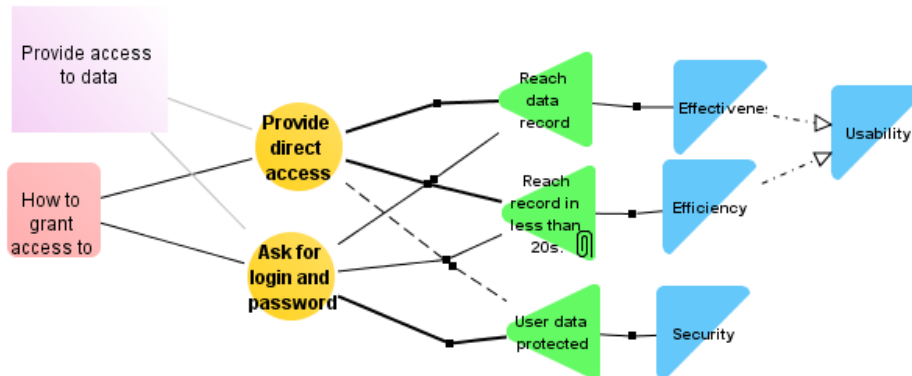 Provide access
to data
How to
grant
access to
Provide
direct
access
Ask for
login and
password
Reach
data
record
Reach
record in
less than
20s.
User data
protected
Effectivenes
Efficiency
Security
Usability